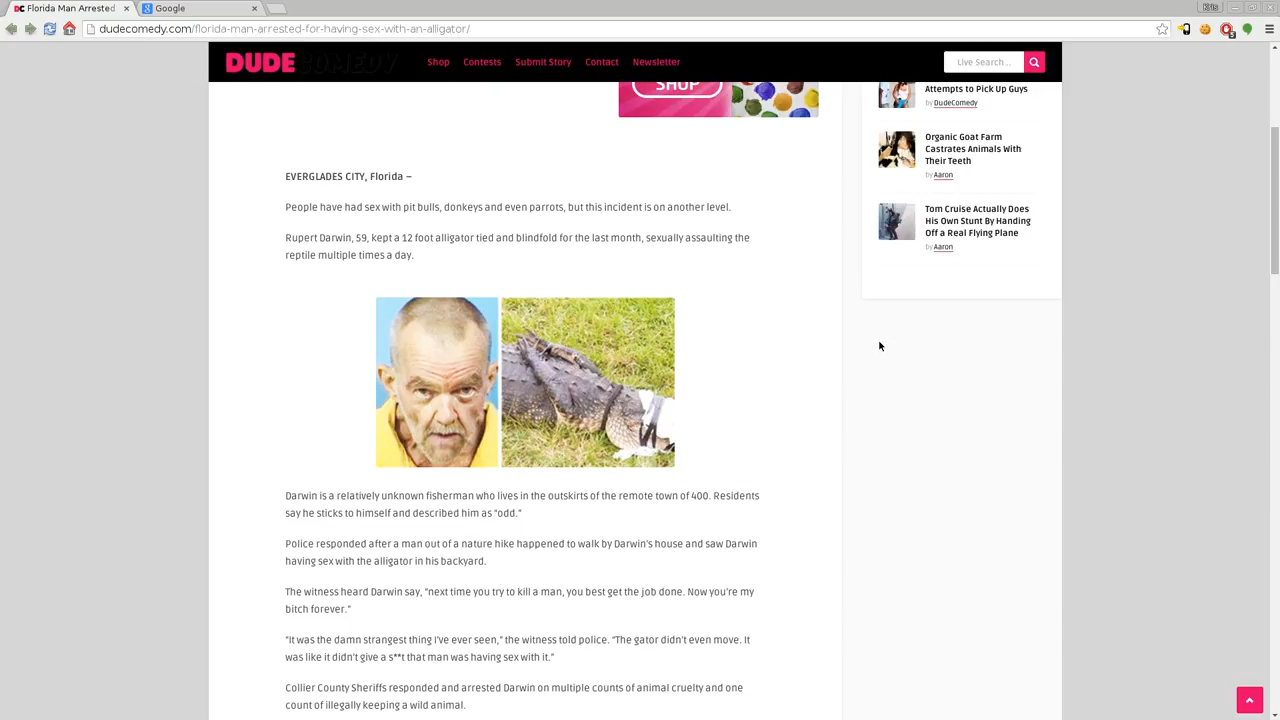 Florida Man Arrested
Google
dudecomedy.com/florida-man-arrested-for-having-sex-with-an-alligator/
DUDECOMEDY
Shop Contests Submit Story Contact Newsletter
Live Search ..
SHOP
Attempts to Pick Up Guys
by DudeComedy
Organic Goat Farm
Castrates Animals With
Their Teeth
by Aaron
Tom Cruise Actually Does
His Own Stunt By Handing
Off a Real Flying Plane
by Aaron
EVERGLADES CITY, Florida –
People have had sex with pit bulls, donkeys and even parrots, but this incident is on another level.
Rupert Darwin, 59, kept a 12 foot alligator tied and blindfold for the last month, sexually assaulting the
reptile multiple times a day.
Darwin is a relatively unknown fisherman who lives in the outskirts of the remote town of 400. Residents
say he sticks to himself and described him as “odd.”
Police responded after a man out of a nature hike happened to walk by Darwin’s house and saw Darwin
having sex with the alligator in his backyard.
The witness heard Darwin say, “next time you try to kill a man, you best get the job done. Now you’re my
bitch forever.”
“It was the damn strangest thing I’ve ever seen,” the witness told police. “The gator didn’t even move. It
was like it didn’t give a s**t that man was having sex with it.”
Collier County Sheriffs responded and arrested Darwin on multiple counts of animal cruelty and one
count of illegally keeping a wild animal.